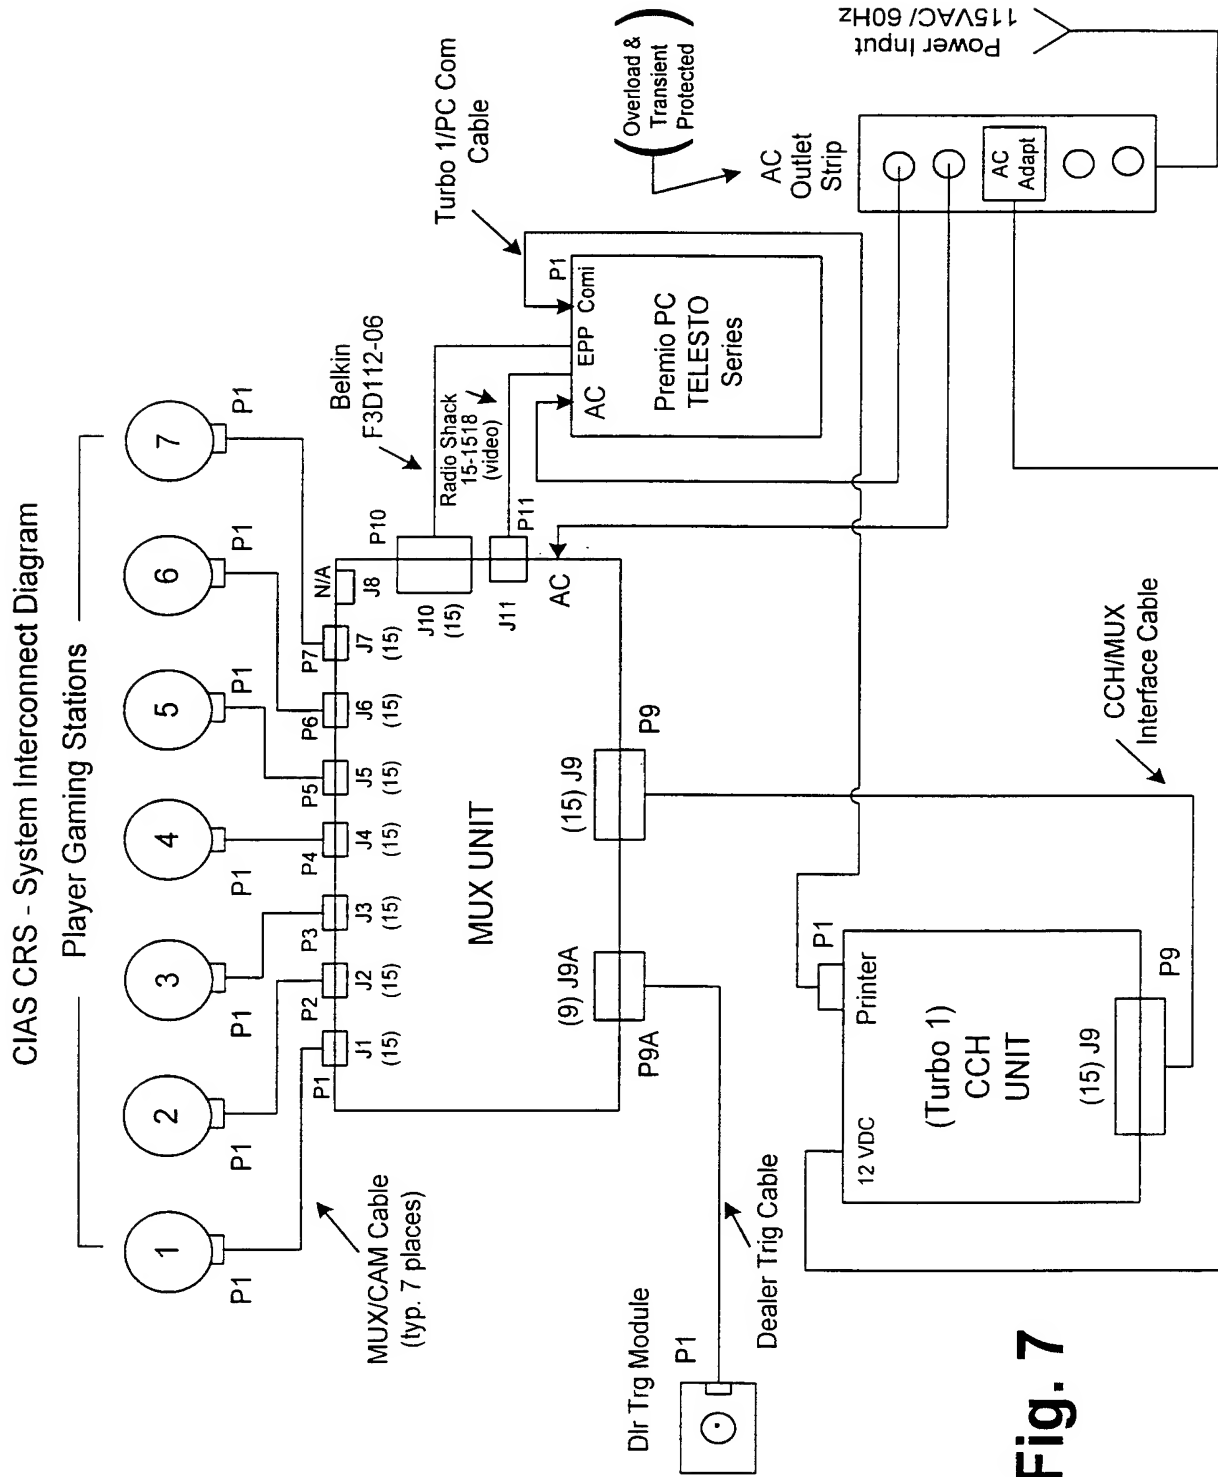 CIAS CRS - System Interconnect Diagram
Player Gaming Stations
1
2
3
4
5
6
7
P1
P1
P1
P1
P1
P1
P1
MUX/CAM Cable
(typ. 7 places)
P1
P2
P3
P4
P5
P6
P7
N/A
J1
(15)
J2
(15)
J3
(15)
J4
(15)
J5
(15)
J6
(15)
J7
(15)
J8
P10
J10
(15)
P11
J11
AC
MUX UNIT
(9) J9A
P9A
(15) J9
P9
Belkin
F3D112-06
Radio Shack
15-1518
(video)
Turbo 1/PC Com
Cable
AC
EPP
Comi
P1
Premio PC
TELESTO
Series
(Overload &
Transient
Protected)
AC
Outlet
Strip
AC
Adapt
Power Input
115VAC/ 60Hz
Dlr Trg Module
P1
Dealer Trig Cable
12 VDC
Printer
P1
(Turbo 1)
CCH
UNIT
(15) J9
P9
CCH/MUX
Interface Cable
Fig. 7